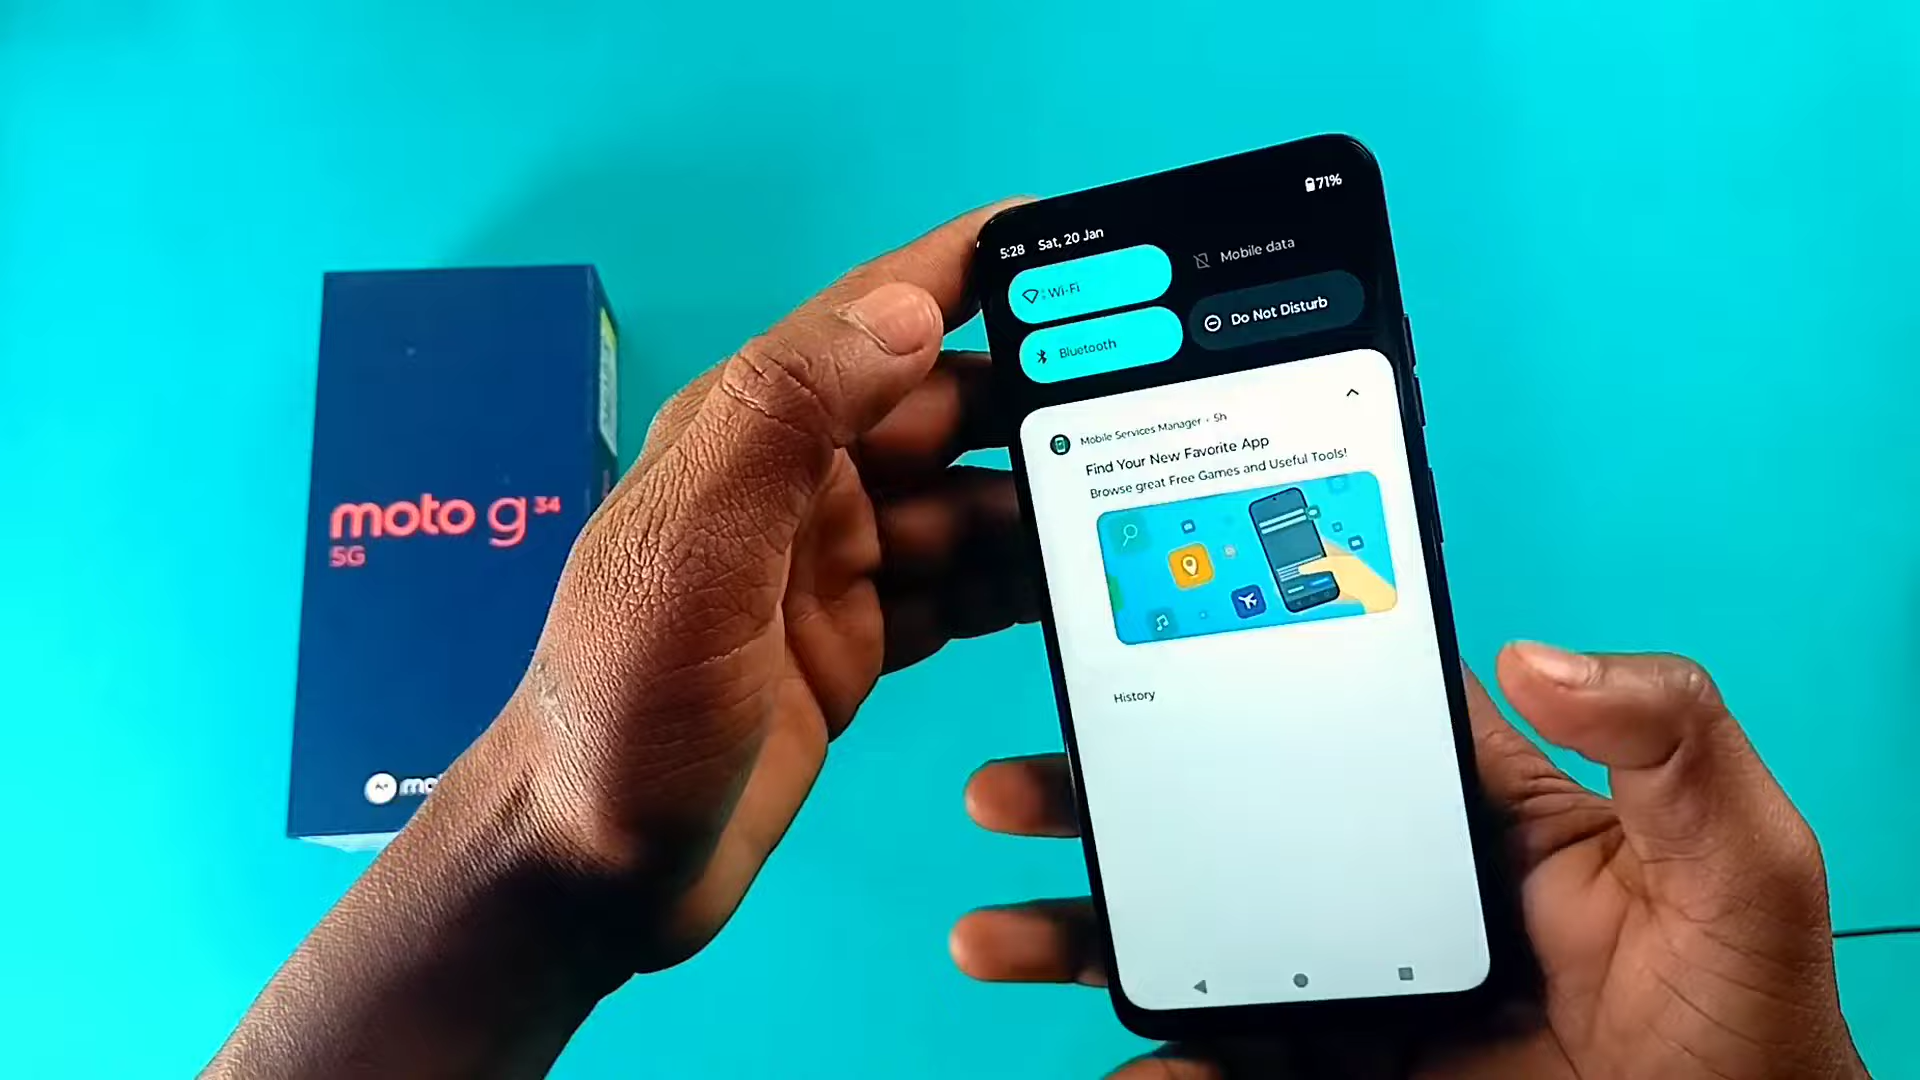 moto g 34
5G
71%
5:28 Sat, 20 Jan
Wi-Fi
Mobile data
Bluetooth
Do Not Disturb
Mobile Services Manager • 5h
Find Your New Favorite App
Browse great Free Games and Useful Tools!
History